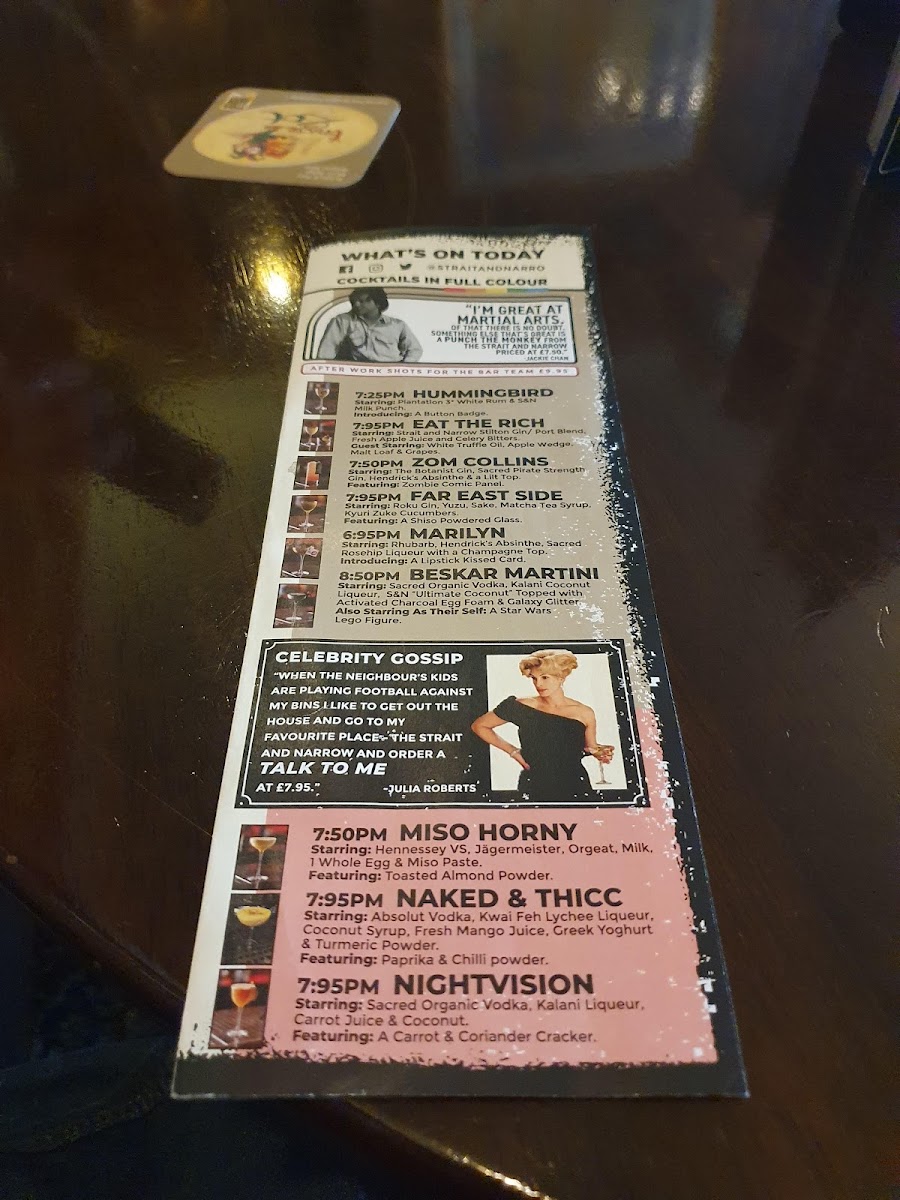 WHAT'S ON TODAY
@STRAITANDNARRO
COCKTAILS IN FULL COLOUR
"I'M GREAT AT
MARTIAL ARTS,
OF THAT THERE IS NO DOUBT.
SOMETHING ELSE THAT'S GREAT IS
A PUNCH THE MONKEY FROM
THE STRAIT AND NARROW
PRICED AT £7.50."
-JACKIE CHAN
AFTER WORK SHOTS FOR THE BAR TEAM £9.95
7:25PM HUMMINGBIRD
Starring: Plantation 3* White Rum & S&N
Milk Punch.
Introducing: A Button Badge.
7:95PM EAT THE RICH
Starring: Strait and Narrow Stilton Gin/ Port Blend,
Fresh Apple Juice and Celery Bitters.
Guest Starring: White Truffle Oil, Apple Wedge,
Malt Loaf & Grapes.
7:50PM ZOM COLLINS
Starring: The Botanist Gin, Sacred Pirate Strength
Gin, Hendrick's Absinthe & a Lilt Top.
Featuring: Zombie Comic Panel.
7:95PM FAR EAST SIDE
Starring: Roku Gin, Yuzu, Sake, Matcha Tea Syrup,
Kyuri Zuke Cucumbers.
Featuring: A Shiso Powdered Glass.
6:95PM MARILYN
Starring: Rhubarb, Hendrick's Absinthe, Sacred
Rosehip Liqueur with a Champagne Top.
Introducing: A Lipstick Kissed Card.
8:50PM BESKAR MARTINI
Starring: Sacred Organic Vodka, Kalani Coconut
Liqueur, S&N "Ultimate Coconut" Topped with
Activated Charcoal Egg Foam & Galaxy Glitter
Also Starring As Their Self: A Star Wars
Lego Figure.
CELEBRITY GOSSIP
"WHEN THE NEIGHBOUR'S KIDS
ARE PLAYING FOOTBALL AGAINST
MY BINS I LIKE TO GET OUT THE
HOUSE AND GO TO MY
FAVOURITE PLACE - THE STRAIT
AND NARROW AND ORDER A
TALK TO ME
AT £7.95."
-JULIA ROBERTS
7:50PM MISO HORNY
Starring: Hennessey VS, Jägermeister, Orgeat, Milk,
1 Whole Egg & Miso Paste.
Featuring: Toasted Almond Powder.
7:95PM NAKED & THICC
Starring: Absolut Vodka, Kwai Feh Lychee Liqueur,
Coconut Syrup, Fresh Mango Juice, Greek Yoghurt
& Turmeric Powder.
Featuring: Paprika & Chilli powder.
7:95PM NIGHTVISION
Starring: Sacred Organic Vodka, Kalani Liqueur,
Carrot Juice & Coconut.
Featuring: A Carrot & Coriander Cracker.